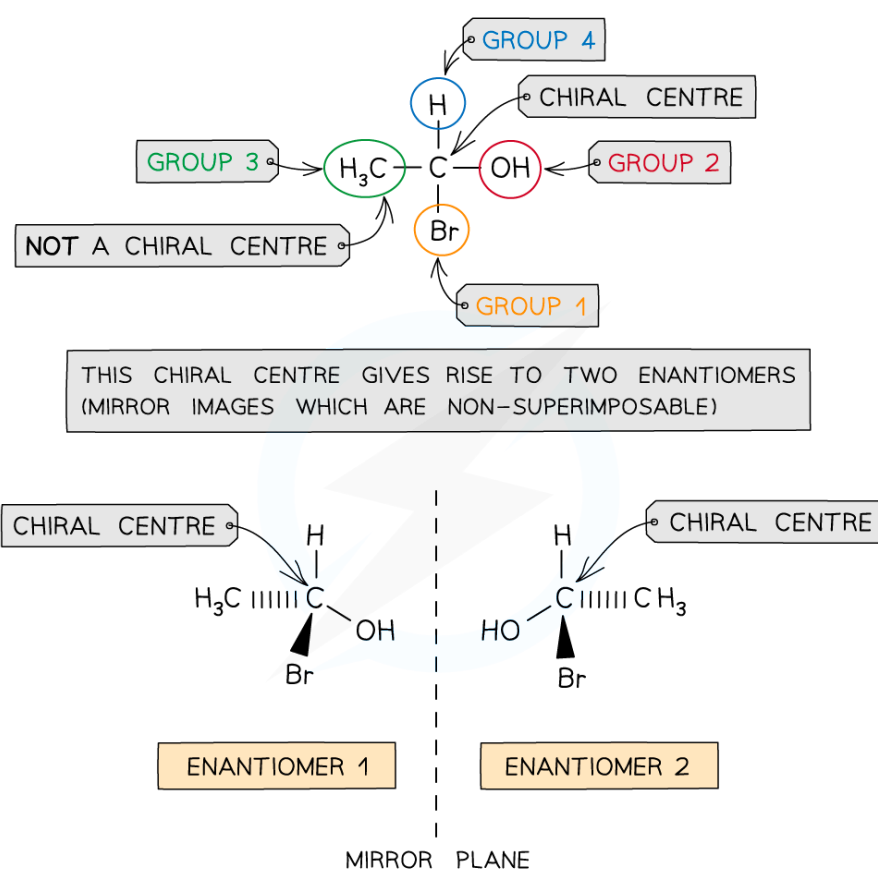 GROUP 4
CHIRAL CENTRE
H
GROUP 3
H₃C
C
OH
GROUP 2
NOT A CHIRAL CENTRE
Br
GROUP 1
THIS CHIRAL CENTRE GIVES RISE TO TWO ENANTIOMERS
(MIRROR IMAGES WHICH ARE NON-SUPERIMPOSABLE)
CHIRAL CENTRE
H
H₃C
C
OH
Br
CHIRAL CENTRE
H
C
CH₃
HO
Br
ENANTIOMER 1
ENANTIOMER 2
MIRROR PLANE